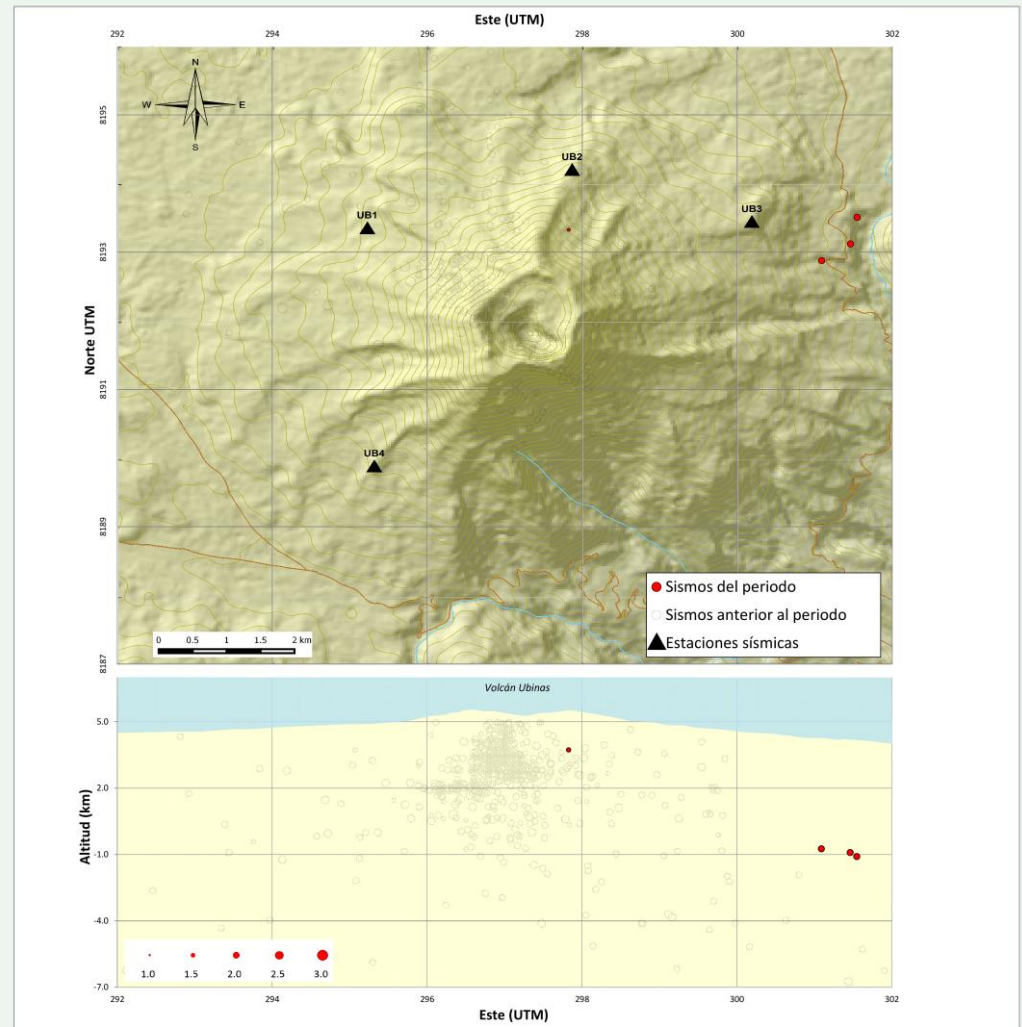 Este (UTM)
292 294 296 298 300 302
N
W E
S
8195
UB2
UB1
UB3
8193
Norte UTM
8191
UB4
8189
Sismos del periodo
Sismos anterior al periodo
Estaciones sísmicas
0 0.5 1 1.5 2 km
8187
Volcán Ubinas
5.0
2.0
Altitud (km)
-1.0
-4.0
1.0 1.5 2.0 2.5 3.0
-7.0
292 294 296 298 300 302
Este (UTM)